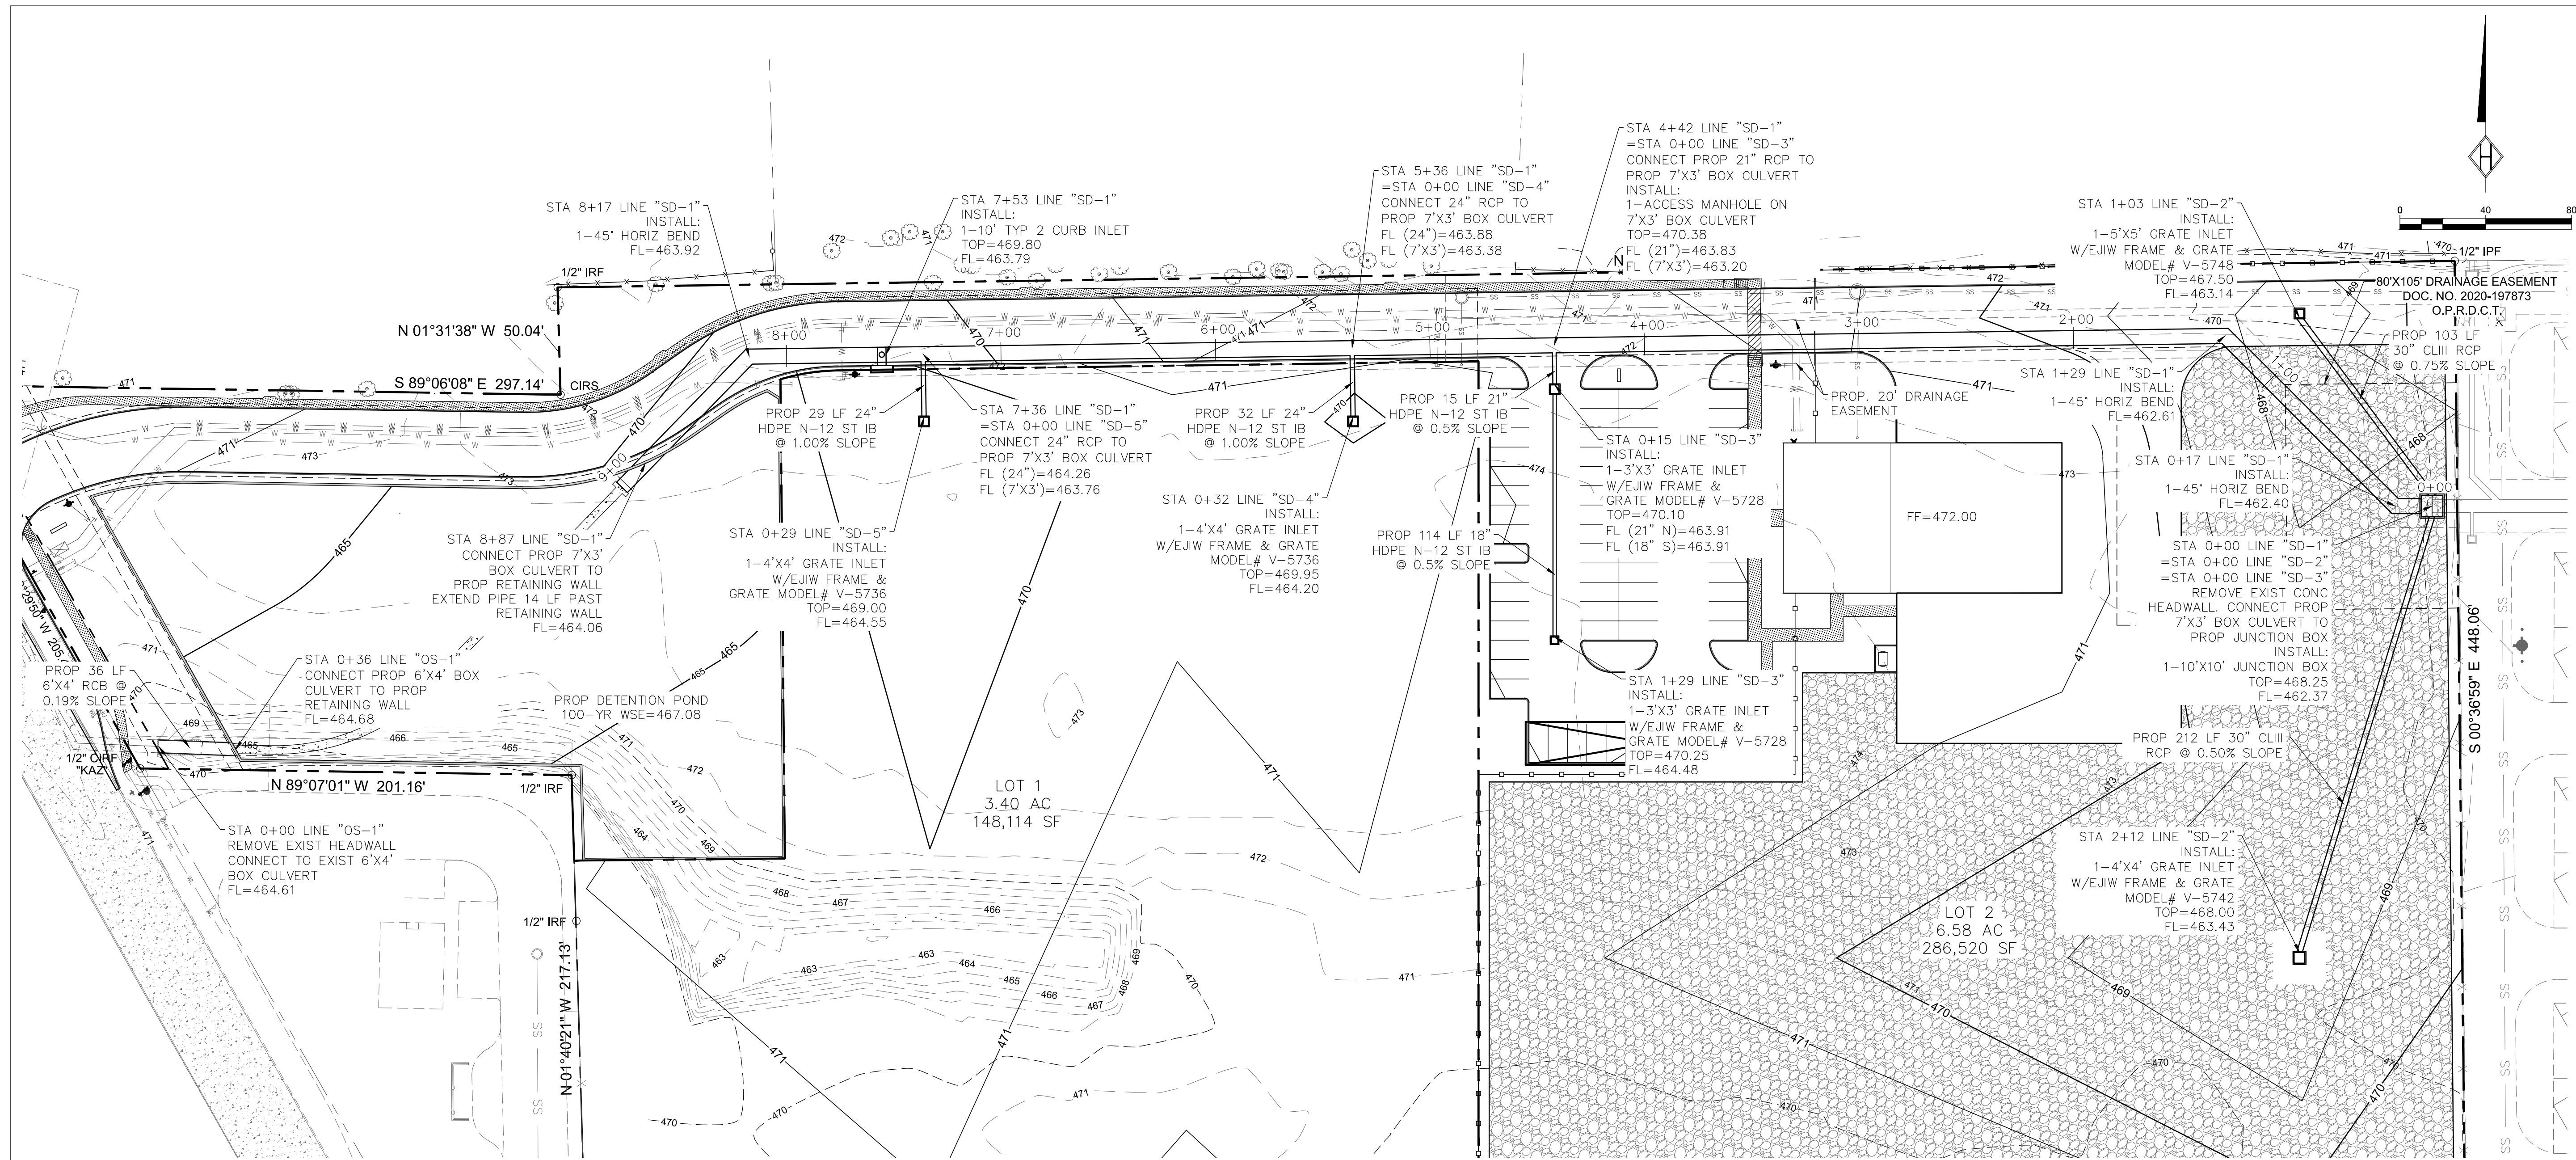 STA 8+17 LINE "SD-1"
INSTALL:
1-45° HORIZ BEND
FL=463.92
STA 7+53 LINE "SD-1"
INSTALL:
1-10' TYP 2 CURB INLET
TOP=469.80
FL=463.79
STA 5+36 LINE "SD-1"
=STA 0+00 LINE "SD-4"
CONNECT 24" RCP TO
PROP 7'X3' BOX CULVERT
FL (24")=463.88
FL (7'X3')=463.38
STA 4+42 LINE "SD-1"
=STA 0+00 LINE "SD-3"
CONNECT PROP 21" RCP TO
PROP 7'X3' BOX CULVERT
INSTALL:
1-ACCESS MANHOLE ON
7'X3' BOX CULVERT
TOP=470.38
FL (21")=463.83
FL (7'X3')=463.20
STA 1+03 LINE "SD-2"
INSTALL:
1-5'X5' GRATE INLET
W/EJIW FRAME & GRATE
MODEL# V-5748
TOP=467.50
FL=463.14
0 40 80
H
1/2" IPF
80'X105' DRAINAGE EASEMENT
DOC. NO. 2020-197873
O.P.R.D.C.T.
PROP 103 LF
30" CLIII RCP
@ 0.75% SLOPE
1/2" IRF
N 01°31'38" W 50.04'
S 89°06'08" E 297.14'
CIRS
N
9+00
8+00
7+00
6+00
5+00
4+00
3+00
2+00
1+00
0+00
STA 1+29 LINE "SD-1"
INSTALL:
1-45° HORIZ BEND
FL=462.61
PROP. 20' DRAINAGE
EASEMENT
PROP 29 LF 24"
HDPE N-12 ST IB
@ 1.00% SLOPE
STA 7+36 LINE "SD-1"
=STA 0+00 LINE "SD-5"
CONNECT 24" RCP TO
PROP 7'X3' BOX CULVERT
FL (24")=464.26
FL (7'X3')=463.76
PROP 32 LF 24"
HDPE N-12 ST IB
@ 1.00% SLOPE
PROP 15 LF 21"
HDPE N-12 ST IB
@ 0.5% SLOPE
STA 0+15 LINE "SD-3"
INSTALL:
1-3'X3' GRATE INLET
W/EJIW FRAME &
GRATE MODEL# V-5728
TOP=470.10
FL (21" N)=463.91
FL (18" S)=463.91
STA 0+17 LINE "SD-1"
INSTALL:
1-45° HORIZ BEND
FL=462.40
FF=472.00
STA 8+87 LINE "SD-1"
CONNECT PROP 7'X3'
BOX CULVERT TO
PROP RETAINING WALL
EXTEND PIPE 14 LF PAST
RETAINING WALL
FL=464.06
STA 0+29 LINE "SD-5"
INSTALL:
1-4'X4' GRATE INLET
W/EJIW FRAME &
GRATE MODEL# V-5736
TOP=469.00
FL=464.55
STA 0+32 LINE "SD-4"
INSTALL:
1-4'X4' GRATE INLET
W/EJIW FRAME & GRATE
MODEL# V-5736
TOP=469.95
FL=464.20
PROP 114 LF 18"
HDPE N-12 ST IB
@ 0.5% SLOPE
STA 0+00 LINE "SD-1"
=STA 0+00 LINE "SD-2"
=STA 0+00 LINE "SD-3"
REMOVE EXIST CONC
HEADWALL. CONNECT PROP
7'X3' BOX CULVERT TO
PROP JUNCTION BOX
INSTALL:
1-10'X10' JUNCTION BOX
TOP=468.25
FL=462.37
S 00°36'59" E 448.06'
PROP 36 LF
6'X4' RCB @
0.19% SLOPE
STA 0+36 LINE "OS-1"
CONNECT PROP 6'X4' BOX
CULVERT TO PROP
RETAINING WALL
FL=464.68
PROP DETENTION POND
100-YR WSE=467.08
STA 1+29 LINE "SD-3"
INSTALL:
1-3'X3' GRATE INLET
W/EJIW FRAME &
GRATE MODEL# V-5728
TOP=470.25
FL=464.48
PROP 212 LF 30" CLIII
RCP @ 0.50% SLOPE
1/2" CIRF
"KAZ"
N 89°07'01" W 201.16'
1/2" IRF
LOT 1
3.40 AC
148,114 SF
STA 0+00 LINE "OS-1"
REMOVE EXIST HEADWALL
CONNECT TO EXIST 6'X4'
BOX CULVERT
FL=464.61
STA 2+12 LINE "SD-2"
INSTALL:
1-4'X4' GRATE INLET
W/EJIW FRAME & GRATE
MODEL# V-5742
TOP=468.00
FL=463.43
LOT 2
6.58 AC
286,520 SF
1/2" IRF
N 01°40'21" W 217.13'